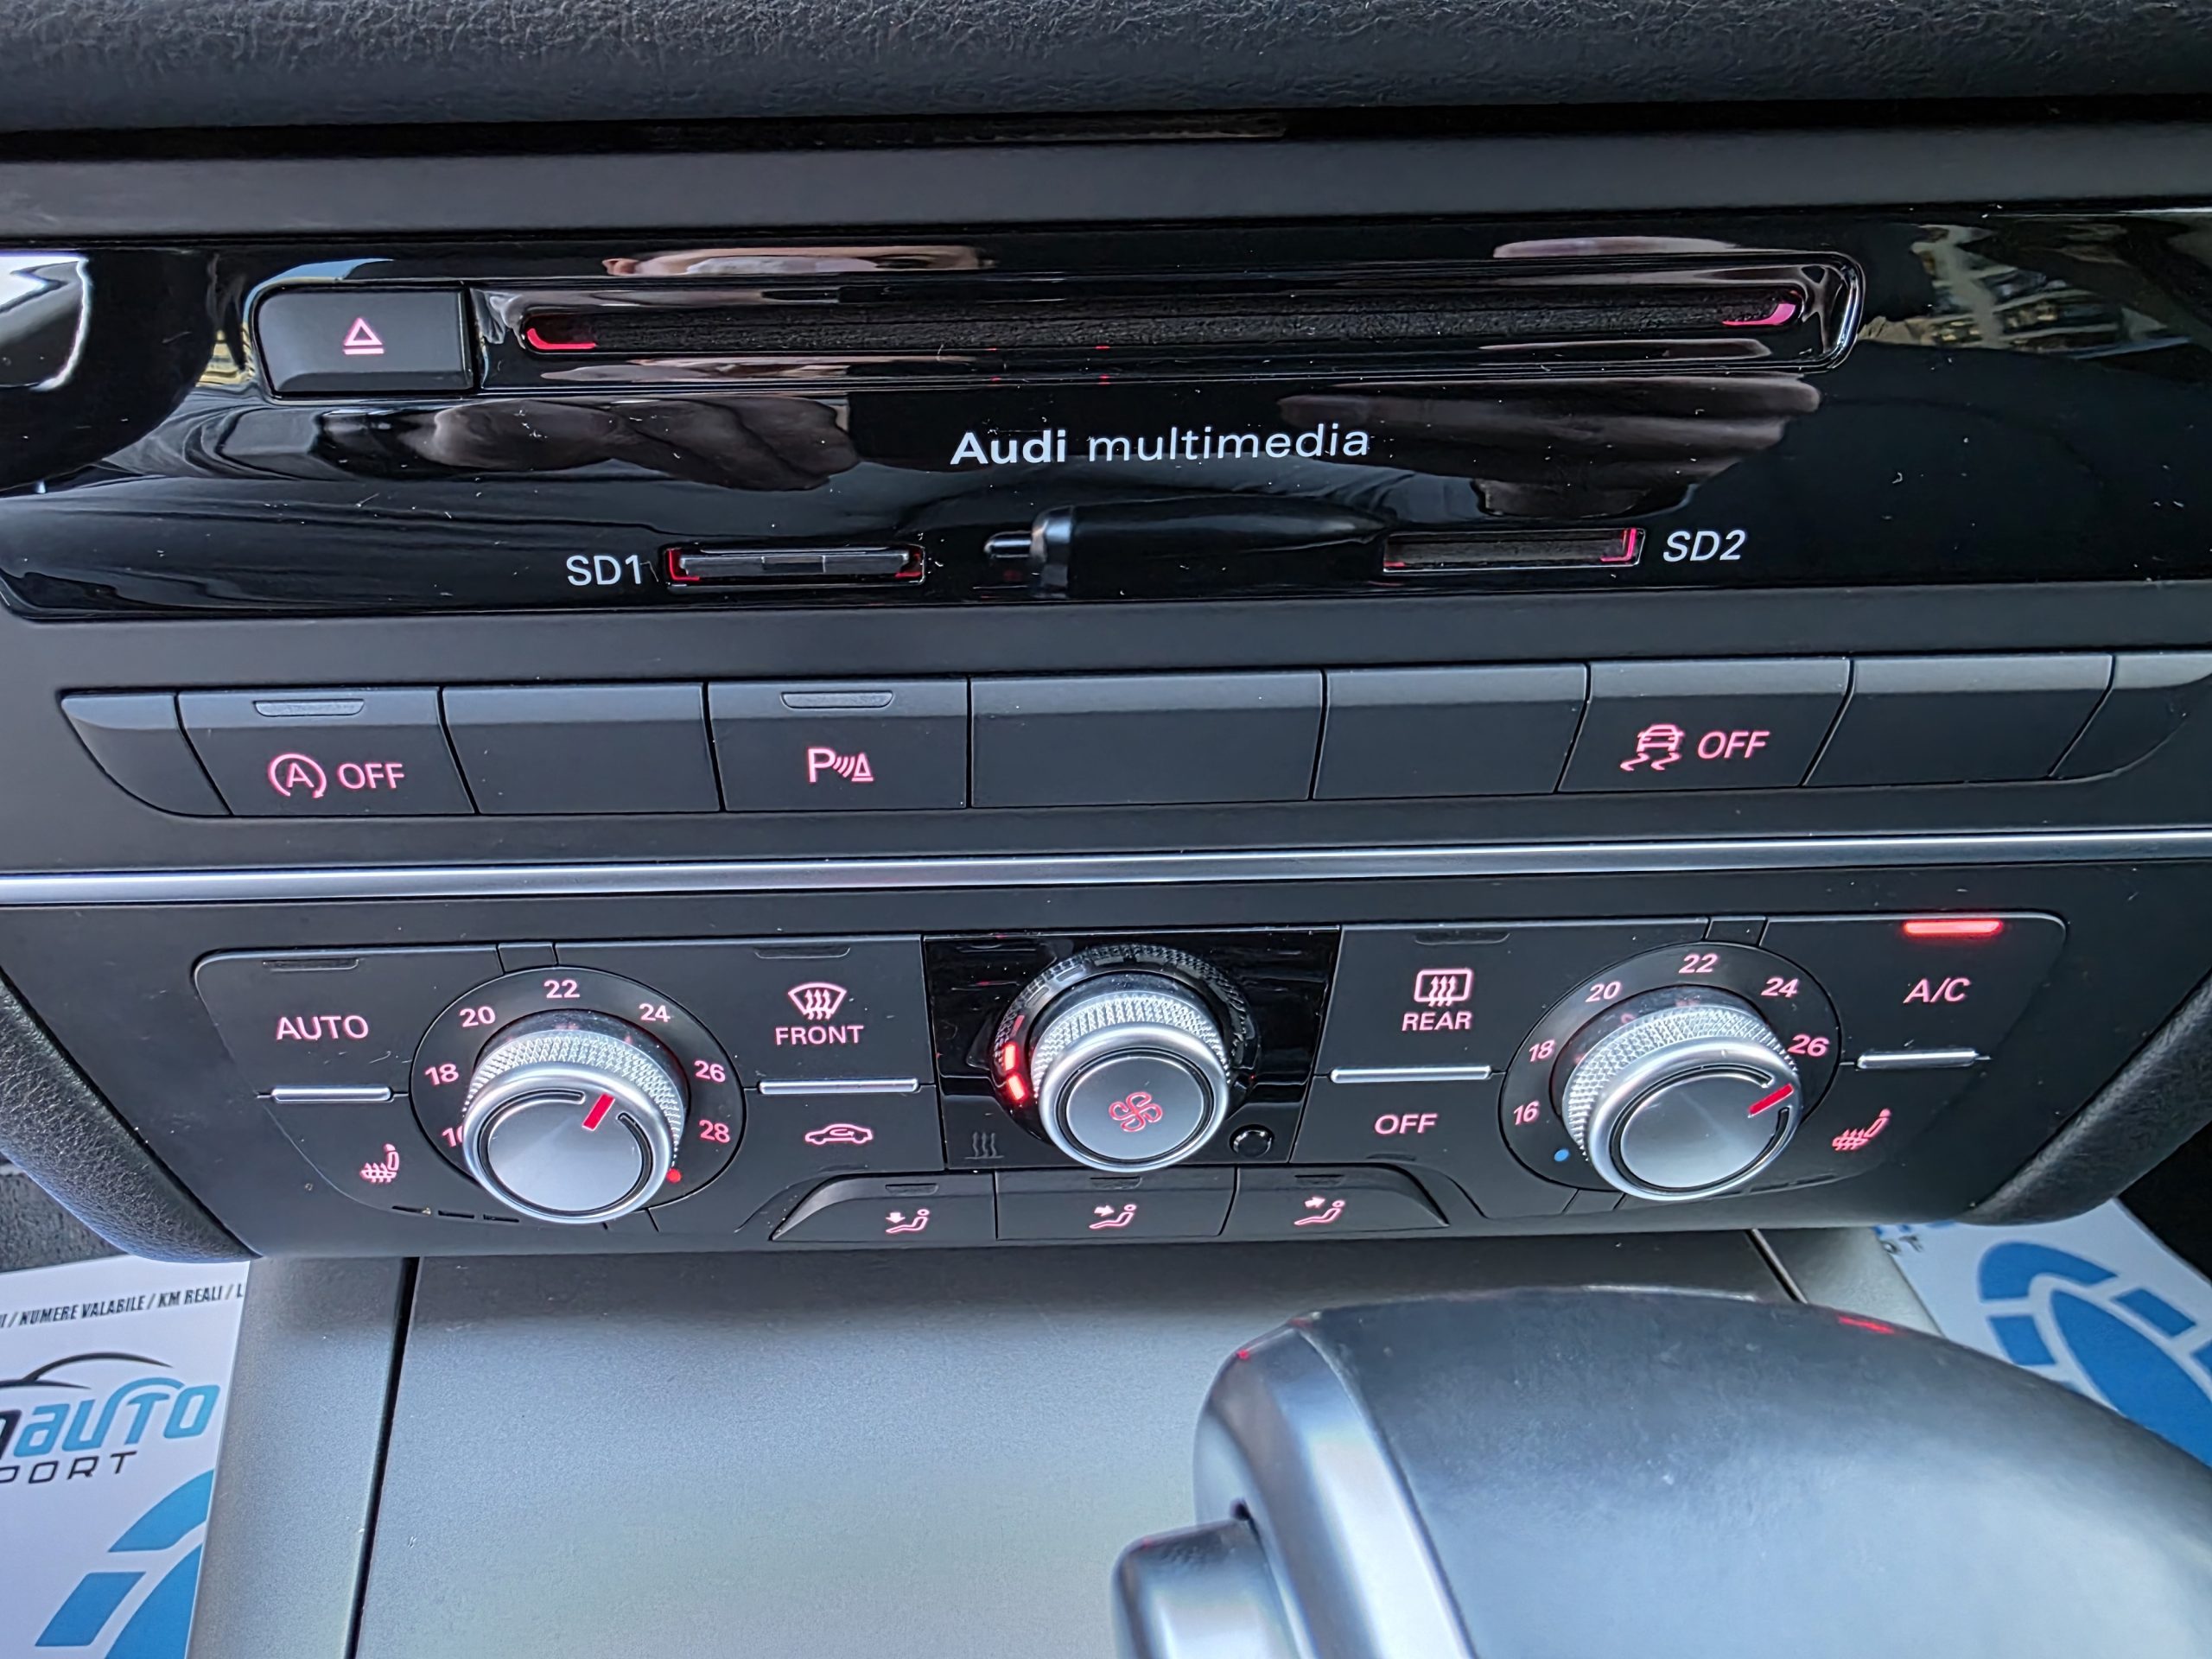 Audi multimedia
SD1
SD2
A OFF
P
OFF
AUTO
18 20 22 24 26 28
FRONT
REAR
OFF
16 18 20 22 24 26
A/C
/ NUMERE VALABILE / KM REALI /
auto
PORT